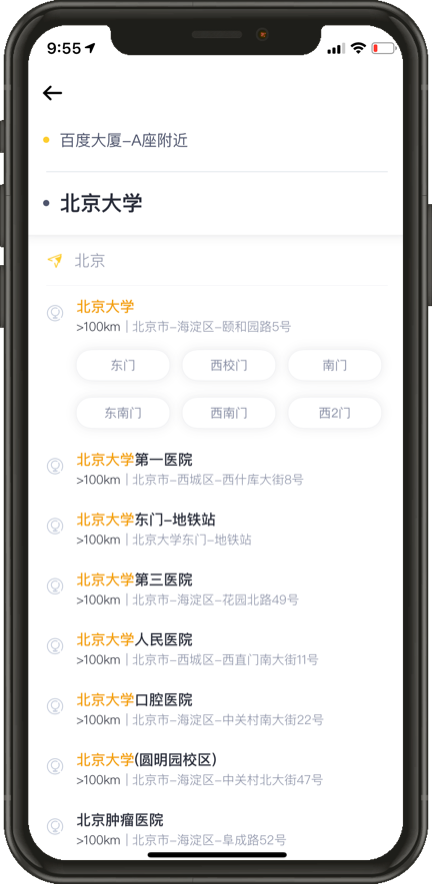 9:55
百度大厦-A座附近
北京大学
北京
北京大学
>100km | 北京市-海淀区-颐和园路5号
东门 西校门 南门
东南门 西南门 西2门
北京大学第一医院
>100km | 北京市-西城区-西什库大街8号
北京大学东门-地铁站
>100km | 北京大学东门-地铁站
北京大学第三医院
>100km | 北京市-海淀区-花园北路49号
北京大学人民医院
>100km | 北京市-西城区-西直门南大街11号
北京大学口腔医院
>100km | 北京市-海淀区-中关村南大街22号
北京大学(圆明园校区)
>100km | 北京市-海淀区-中关村北大街47号
北京肿瘤医院
>100km | 北京市-海淀区-阜成路52号